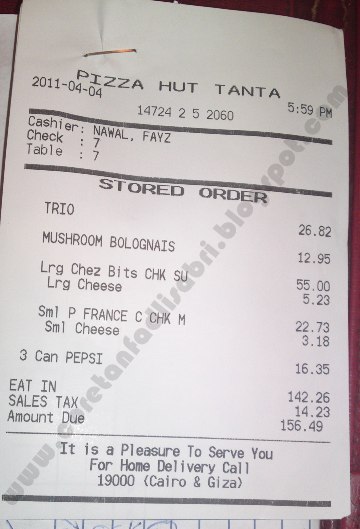 PIZZA HUT TANTA
2011-04-04 5:59 PM
14724 2 5 2060
Cashier: NAWAL, FAYZ
Check : 7
Table : 7
STORED ORDER
TRIO 26.82
MUSHROOM BOLOGNAIS 12.95
Lrg Chez Bits CHK SU 55.00
Lrg Cheese 5.23
Sml P FRANCE C CHK M 22.73
Sml Cheese 3.18
3 Can PEPSI 16.35
EAT IN 142.26
SALES TAX 14.23
Amount Due 156.49
It is a Pleasure To Serve You
For Home Delivery Call
19000 (Cairo & Giza)